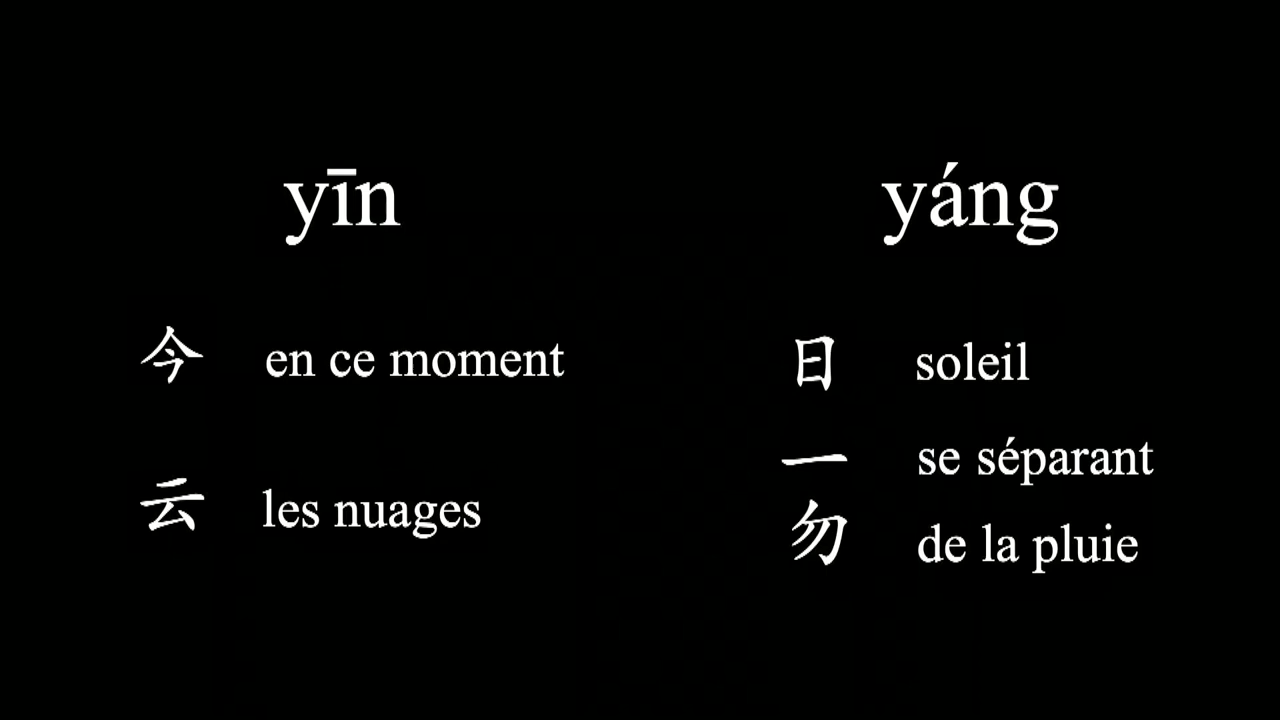 yīn
今 en ce moment
云 les nuages
yáng
日 soleil
一 se séparant
勿 de la pluie